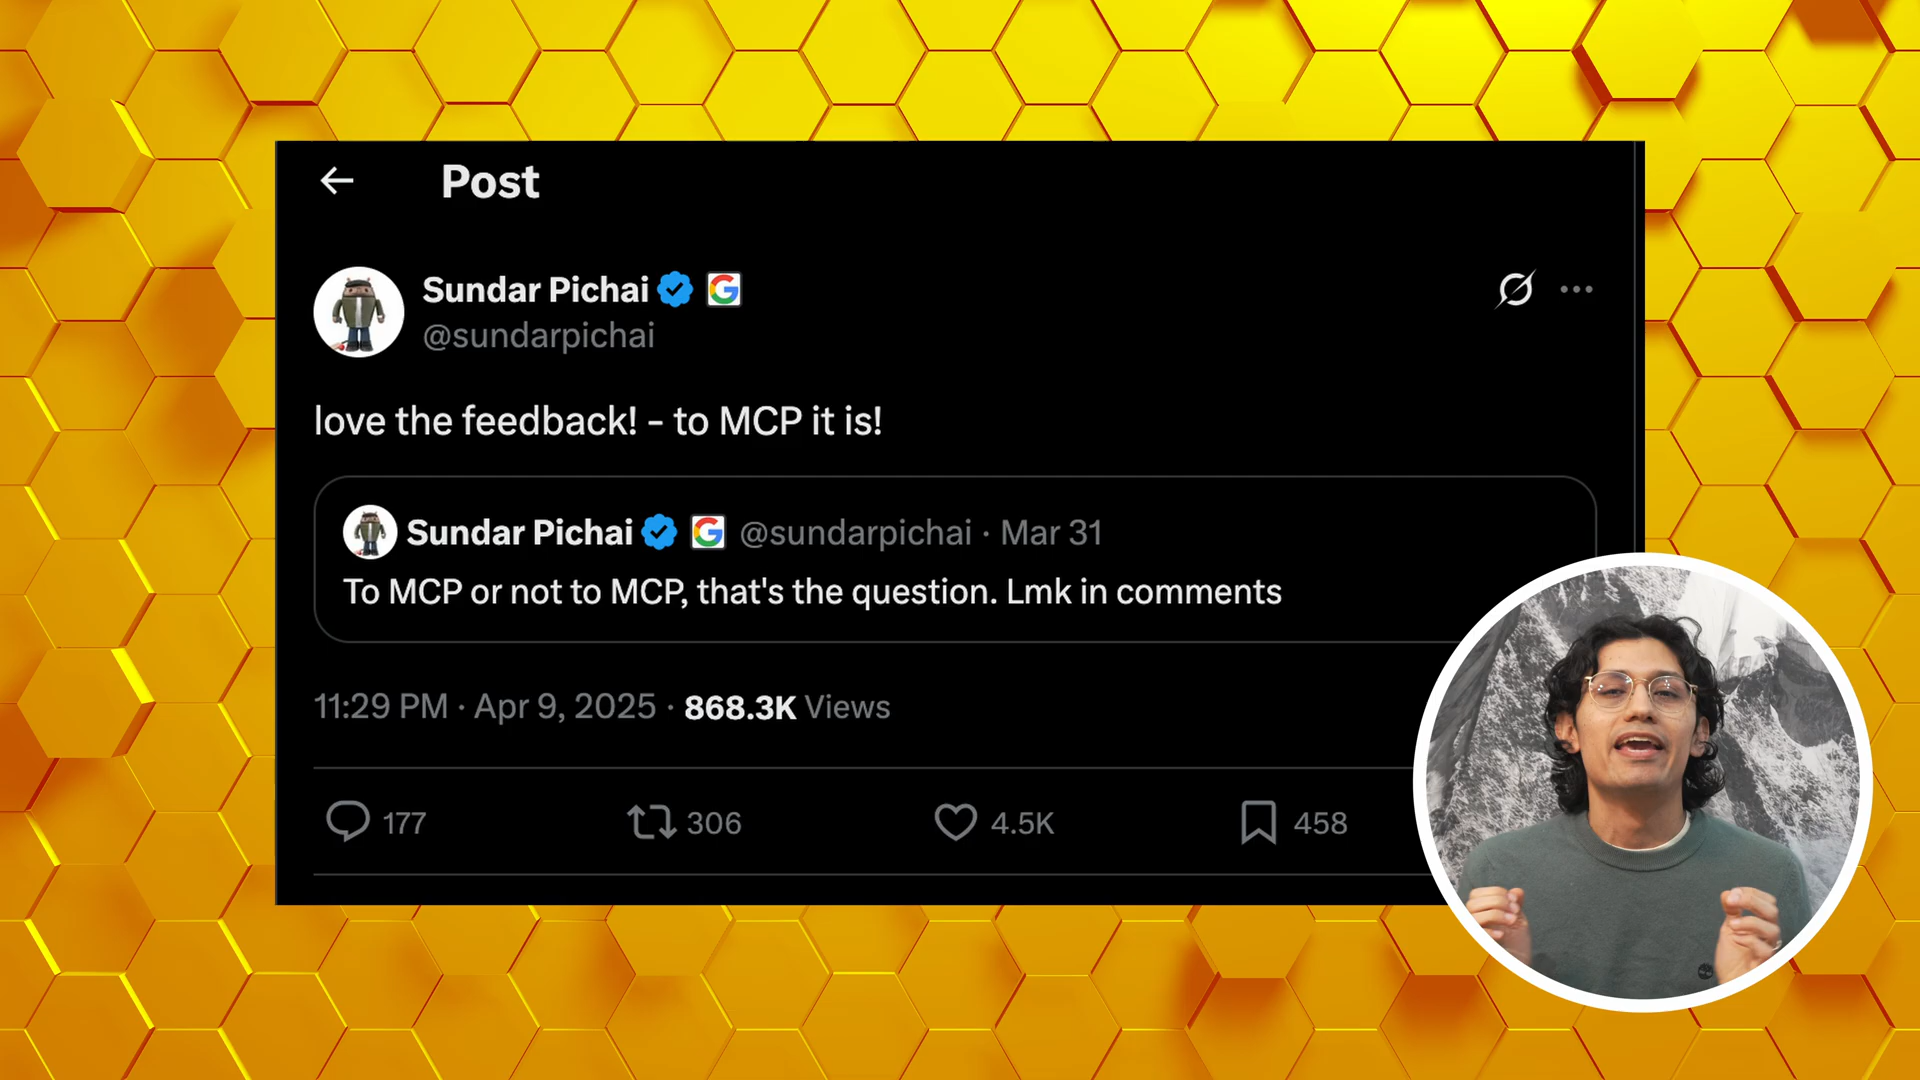 Post
Sundar Pichai
@sundarpichai
love the feedback! - to MCP it is!
Sundar Pichai @sundarpichai · Mar 31
To MCP or not to MCP, that's the question. Lmk in comments
11:29 PM · Apr 9, 2025 · 868.3K Views
177 306 4.5K 458